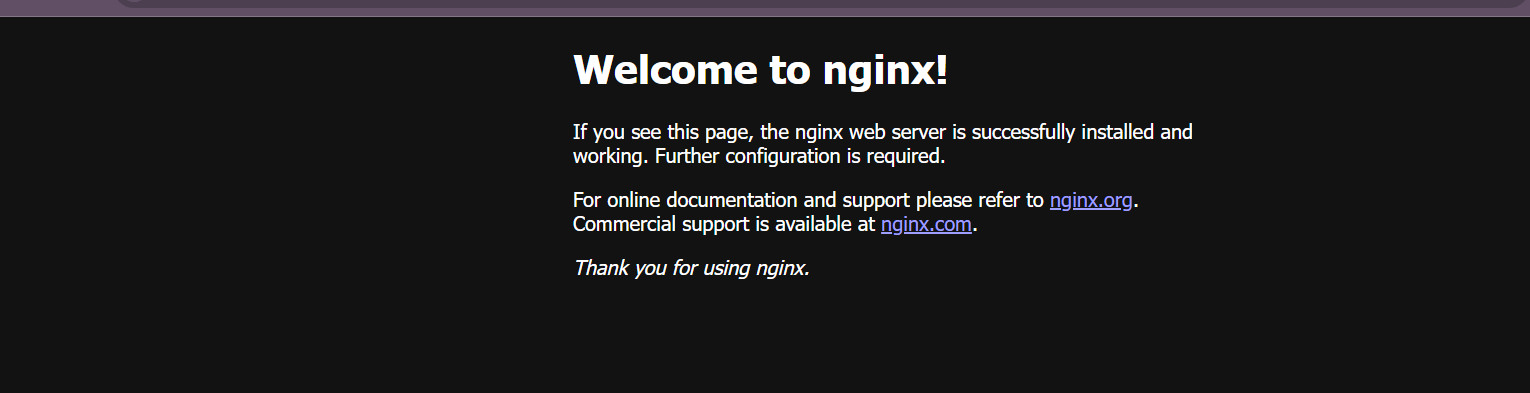 Welcome to nginx!
If you see this page, the nginx web server is successfully installed and
working. Further configuration is required.
For online documentation and support please refer to nginx.org.
Commercial support is available at nginx.com.
Thank you for using nginx.